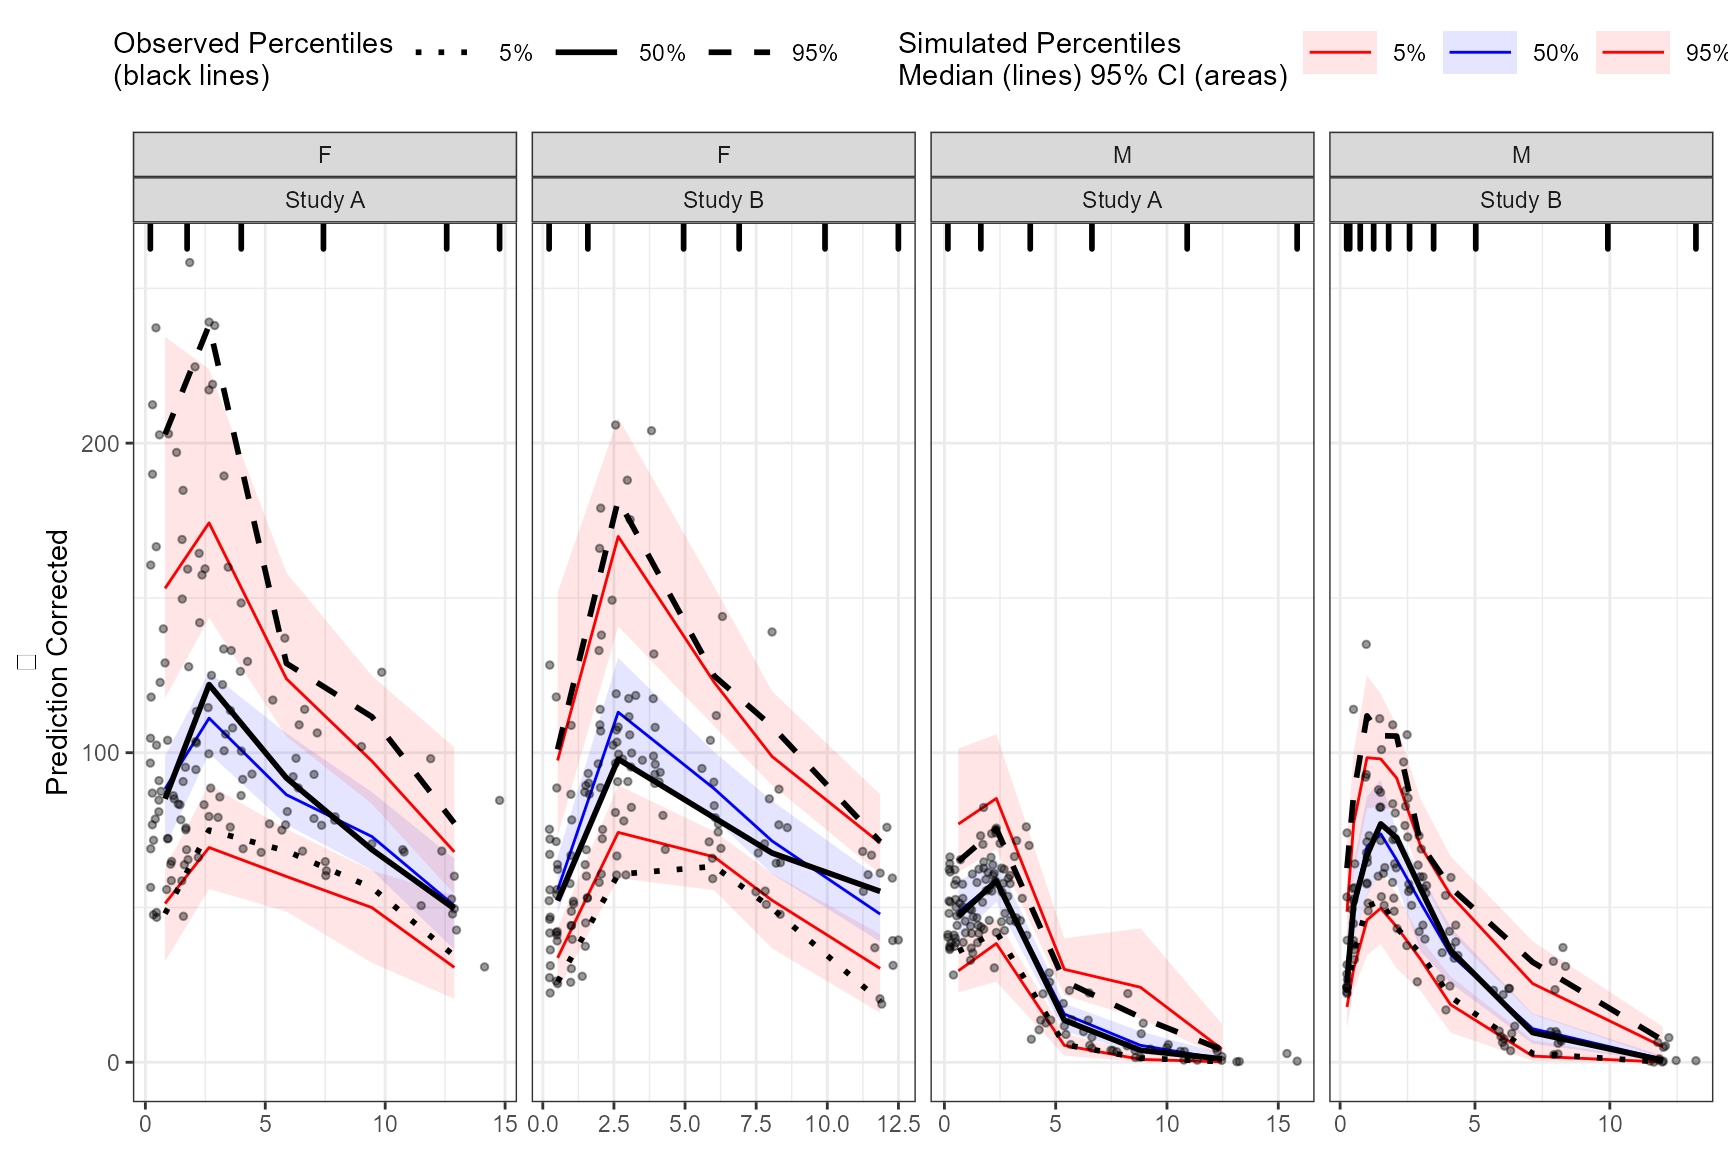 Observed Percentiles
(black lines)
5% 50% 95%
Simulated Percentiles
Median (lines) 95% CI (areas)
5% 50% 95%
F F M M
Study A Study B Study A Study B
Prediction Corrected
200
100
0
0 5 10 15
0.0 2.5 5.0 7.5 10.0 12.5
0 5 10 15
0 5 10